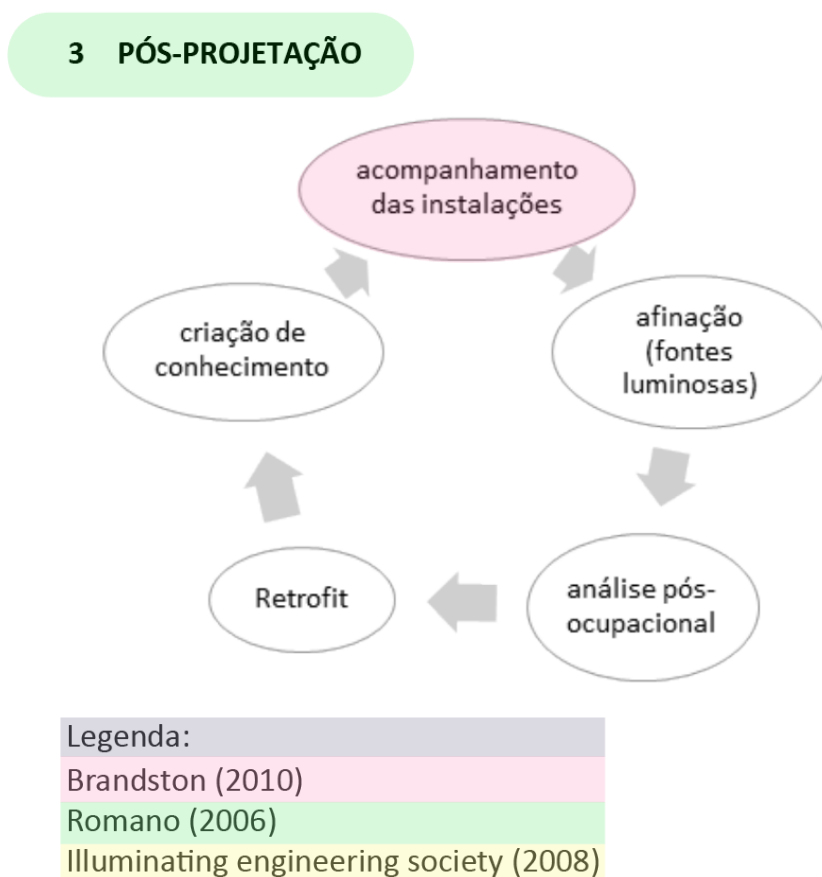 3 PÓS-PROJETAÇÃO
acompanhamento
das instalações
afinação
(fontes
luminosas)
análise pós-
ocupacional
Retrofit
criação de
conhecimento
Legenda:
Brandston (2010)
Romano (2006)
Illuminating engineering society (2008)